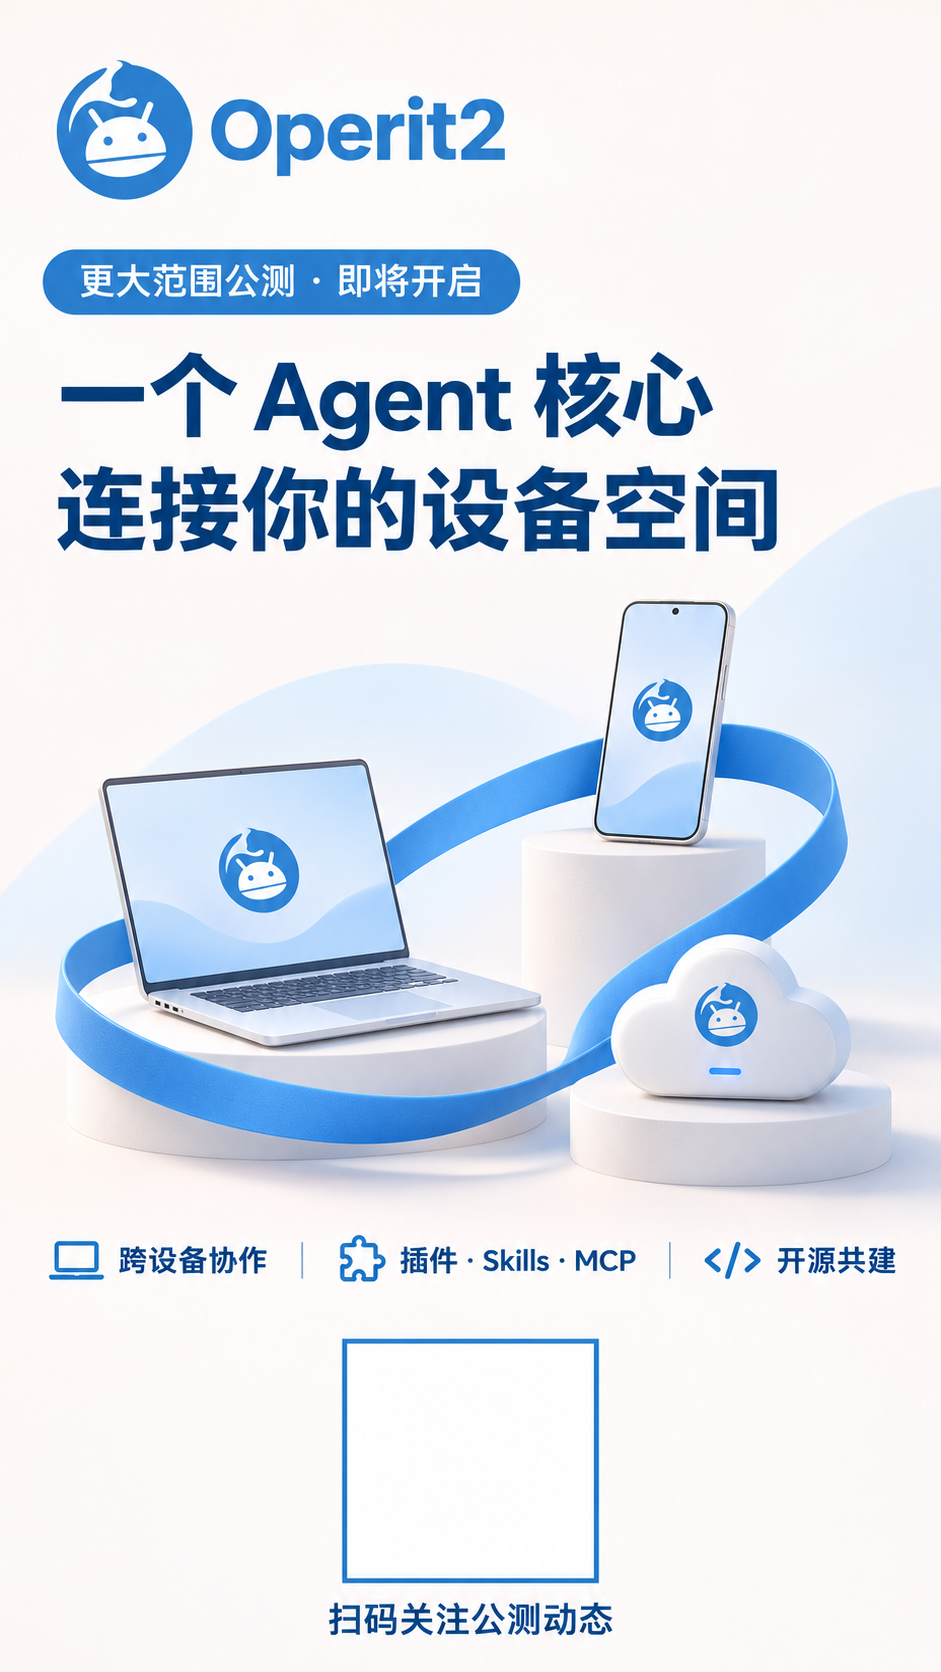 Operit2
更大范围公测 · 即将开启
一个 Agent 核心
连接你的设备空间
跨设备协作
插件 · Skills · MCP
开源共建
扫码关注公测动态